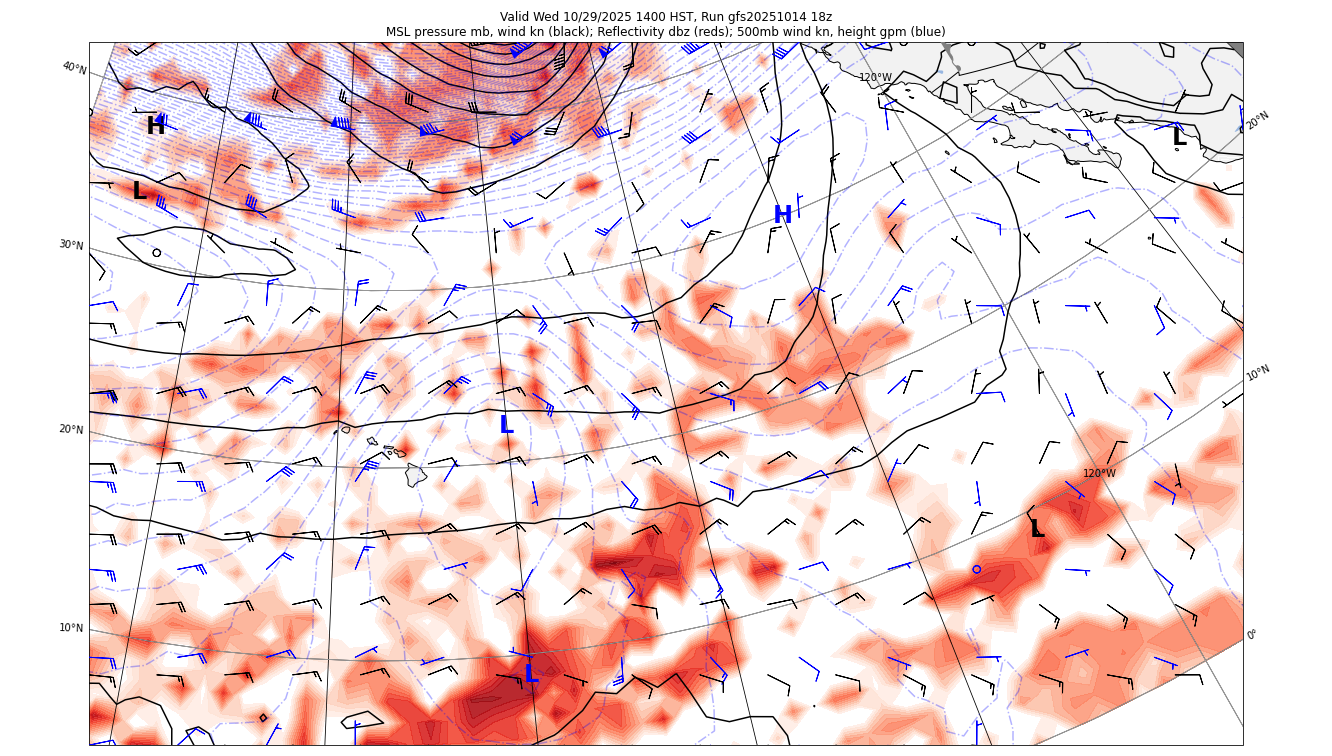 Valid Wed 10/29/2025 1400 HST, Run gfs20251014 18z
MSL pressure mb, wind kn (black); Reflectivity dbz (reds); 500mb wind kn, height gpm (blue)
40°N
120°W
20°N
H
L
L
H
30°N
10°N
L
20°N
120°W
L
10°N
0°
L